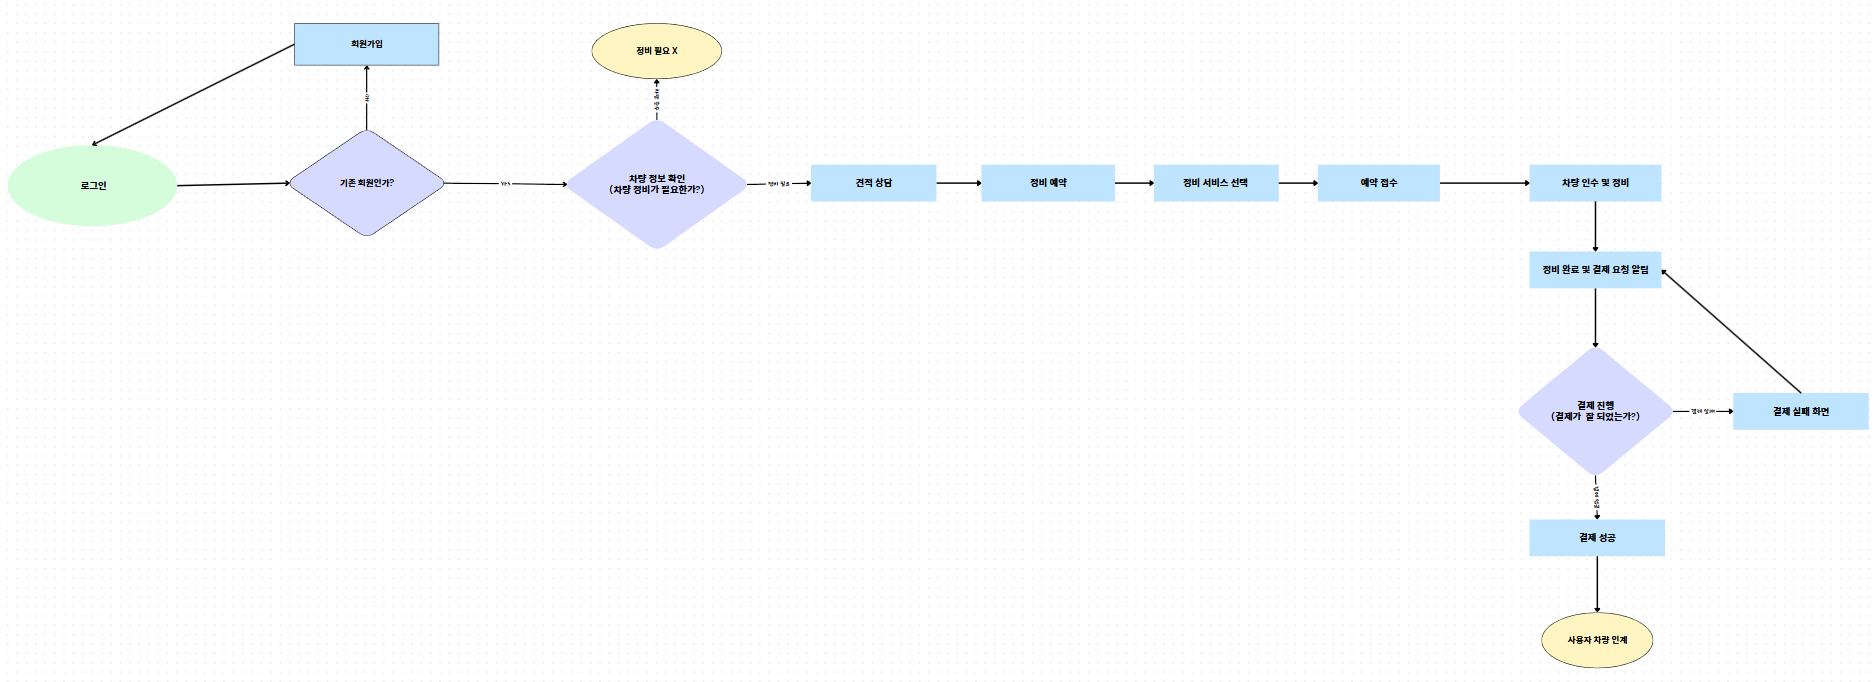 회원가입
정비 필요 X
로그인
기존 회원인가?
YES
차량 정보 확인
(차량 정비가 필요한가?)
정비 필요
견적 상담
정비 예약
정비 서비스 선택
예약 접수
차량 인수 및 정비
정비 완료 및 결제 요청 알림
결제 진행
(결제가 잘 되었는가?)
결제 실패
결제 실패 화면
결제 성공
결제 성공
사용자 차량 인계